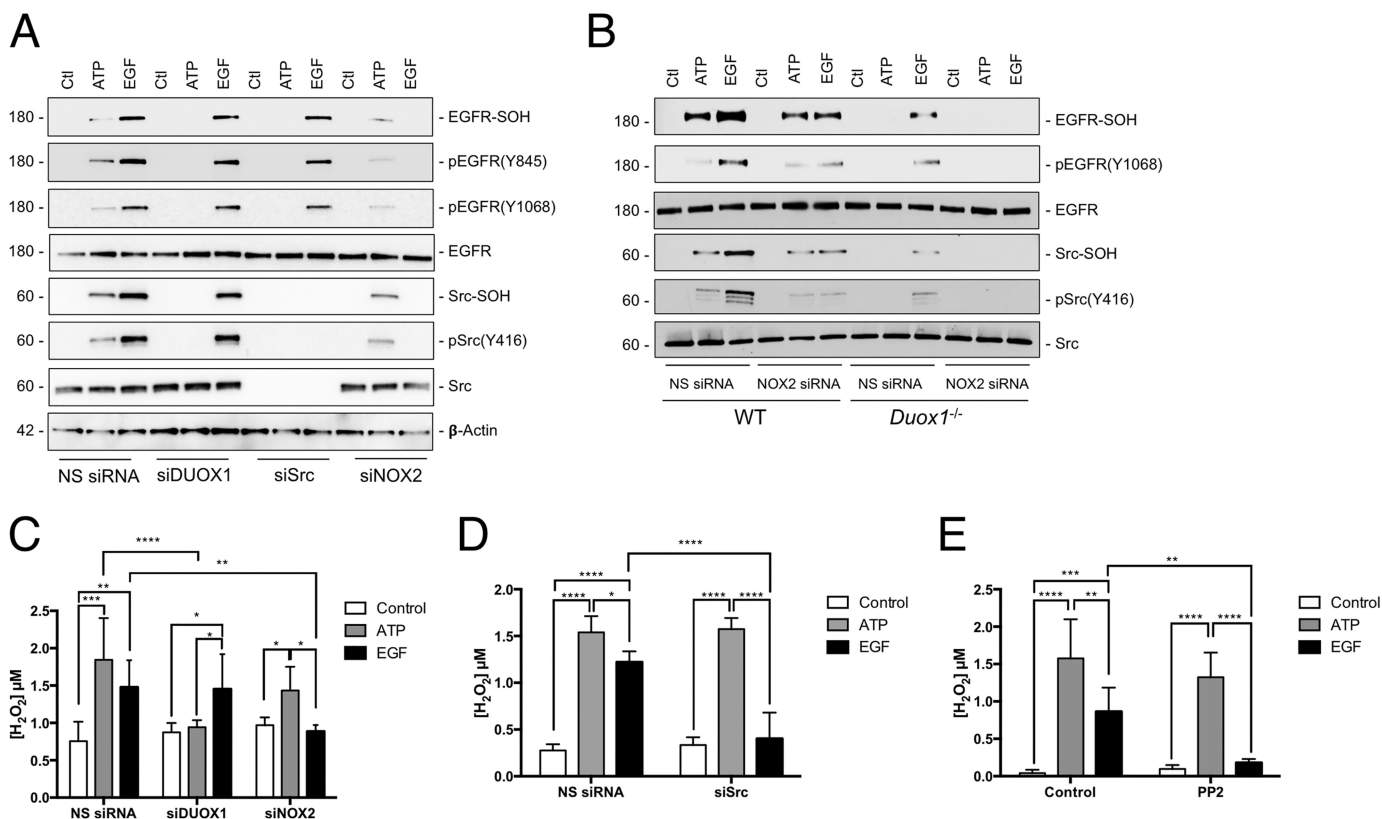 A
Ctl ATP EGF Ctl ATP EGF Ctl ATP EGF Ctl ATP EGF
180 - - EGFR-SOH
180 - - pEGFR(Y845)
180 - - pEGFR(Y1068)
180 - - EGFR
60 - - Src-SOH
60 - - pSrc(Y416)
60 - - Src
42 - - β-Actin
NS siRNA siDUOX1 siSrc siNOX2
B
Ctl ATP EGF Ctl ATP EGF Ctl ATP EGF Ctl ATP EGF
180 - - EGFR-SOH
180 - - pEGFR(Y1068)
180 - - EGFR
60 - - Src-SOH
60 - - pSrc(Y416)
60 - - Src
NS siRNA NOX2 siRNA NS siRNA NOX2 siRNA
WT Duox1-/-
C
****
**
**
***
*
*
* *
[H2O2] µM
2.5
2.0
1.5
1.0
0.5
0.0
NS siRNA siDUOX1 siNOX2
Control
ATP
EGF
D
****
****
**** * **** ****
[H2O2] µM
2.0
1.5
1.0
0.5
0.0
NS siRNA siSrc
Control
ATP
EGF
E
**
***
**** ** **** ****
[H2O2] µM
2.5
2.0
1.5
1.0
0.5
0.0
Control PP2
Control
ATP
EGF